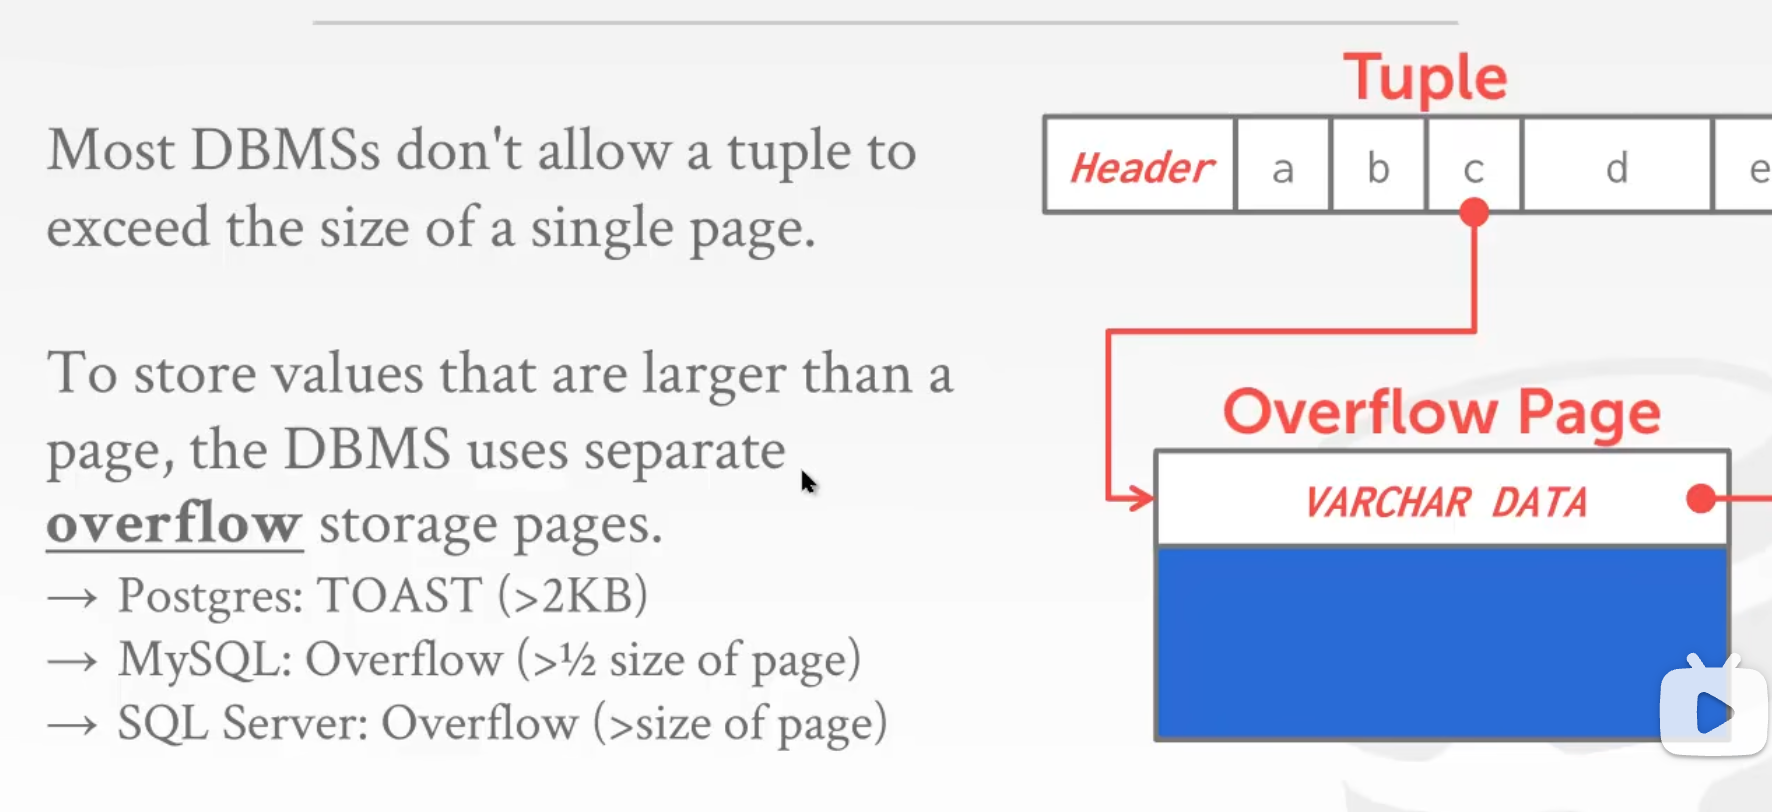 Most DBMSs don't allow a tuple to
exceed the size of a single page.
To store values that are larger than a
page, the DBMS uses separate
overflow storage pages.
→ Postgres: TOAST (>2KB)
→ MySQL: Overflow (>½ size of page)
→ SQL Server: Overflow (>size of page)
Tuple
Header a b c d e
Overflow Page
VARCHAR DATA